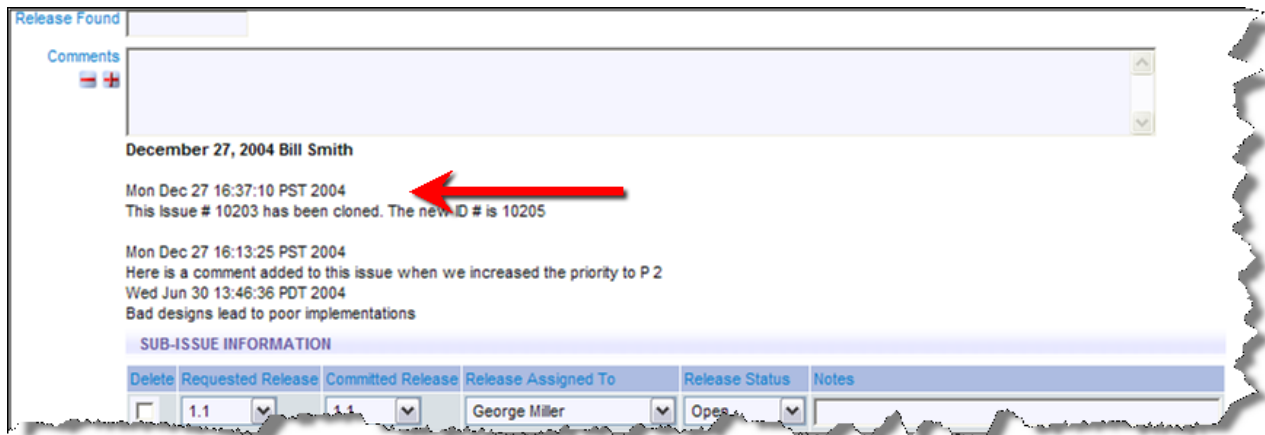 Release Found
Comments
December 27, 2004 Bill Smith
Mon Dec 27 16:37:10 PST 2004
This Issue # 10203 has been cloned. The new ID # is 10205
Mon Dec 27 16:13:25 PST 2004
Here is a comment added to this issue when we increased the priority to P 2
Wed Jun 30 13:46:36 PDT 2004
Bad designs lead to poor implementations
SUB-ISSUE INFORMATION
Delete Requested Release Committed Release Release Assigned To Release Status Notes
1.1 1.1 George Miller Open